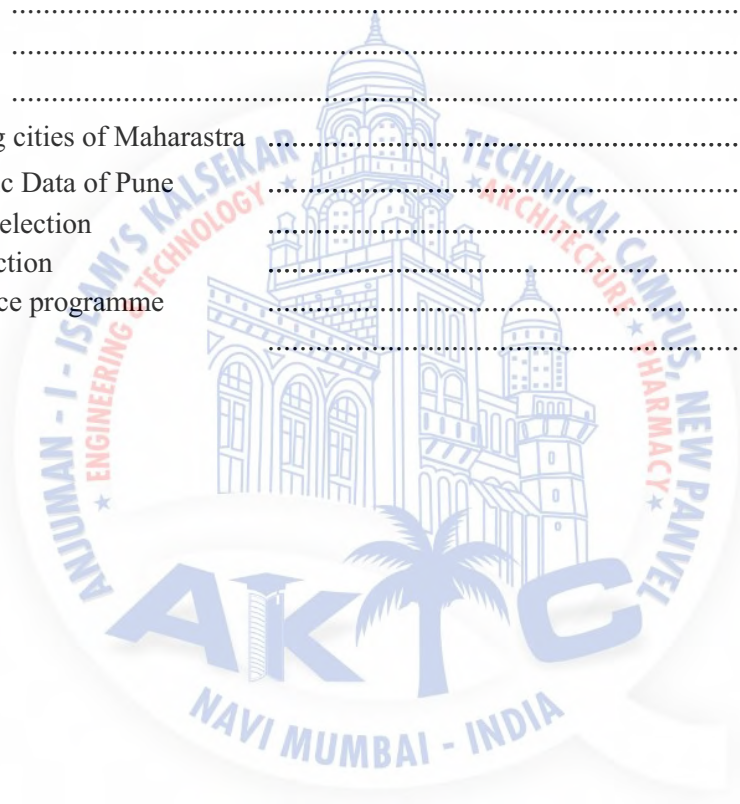 ................................................................................
................................................................................
................................................................................
cities of Maharastra ................................................................................
Data of Pune ................................................................................
election ................................................................................
ction ................................................................................
ce programme ................................................................................
................................................................................
ANJUMAN - I - ISLAM'S KALSEKAR TECHNICAL CAMPUS, NEW PANVEL
★ ENGINEERING & TECHNOLOGY ★ ★ARCHITECTURE ★ PHARMACY★
AKTC
NAVI MUMBAI - INDIA